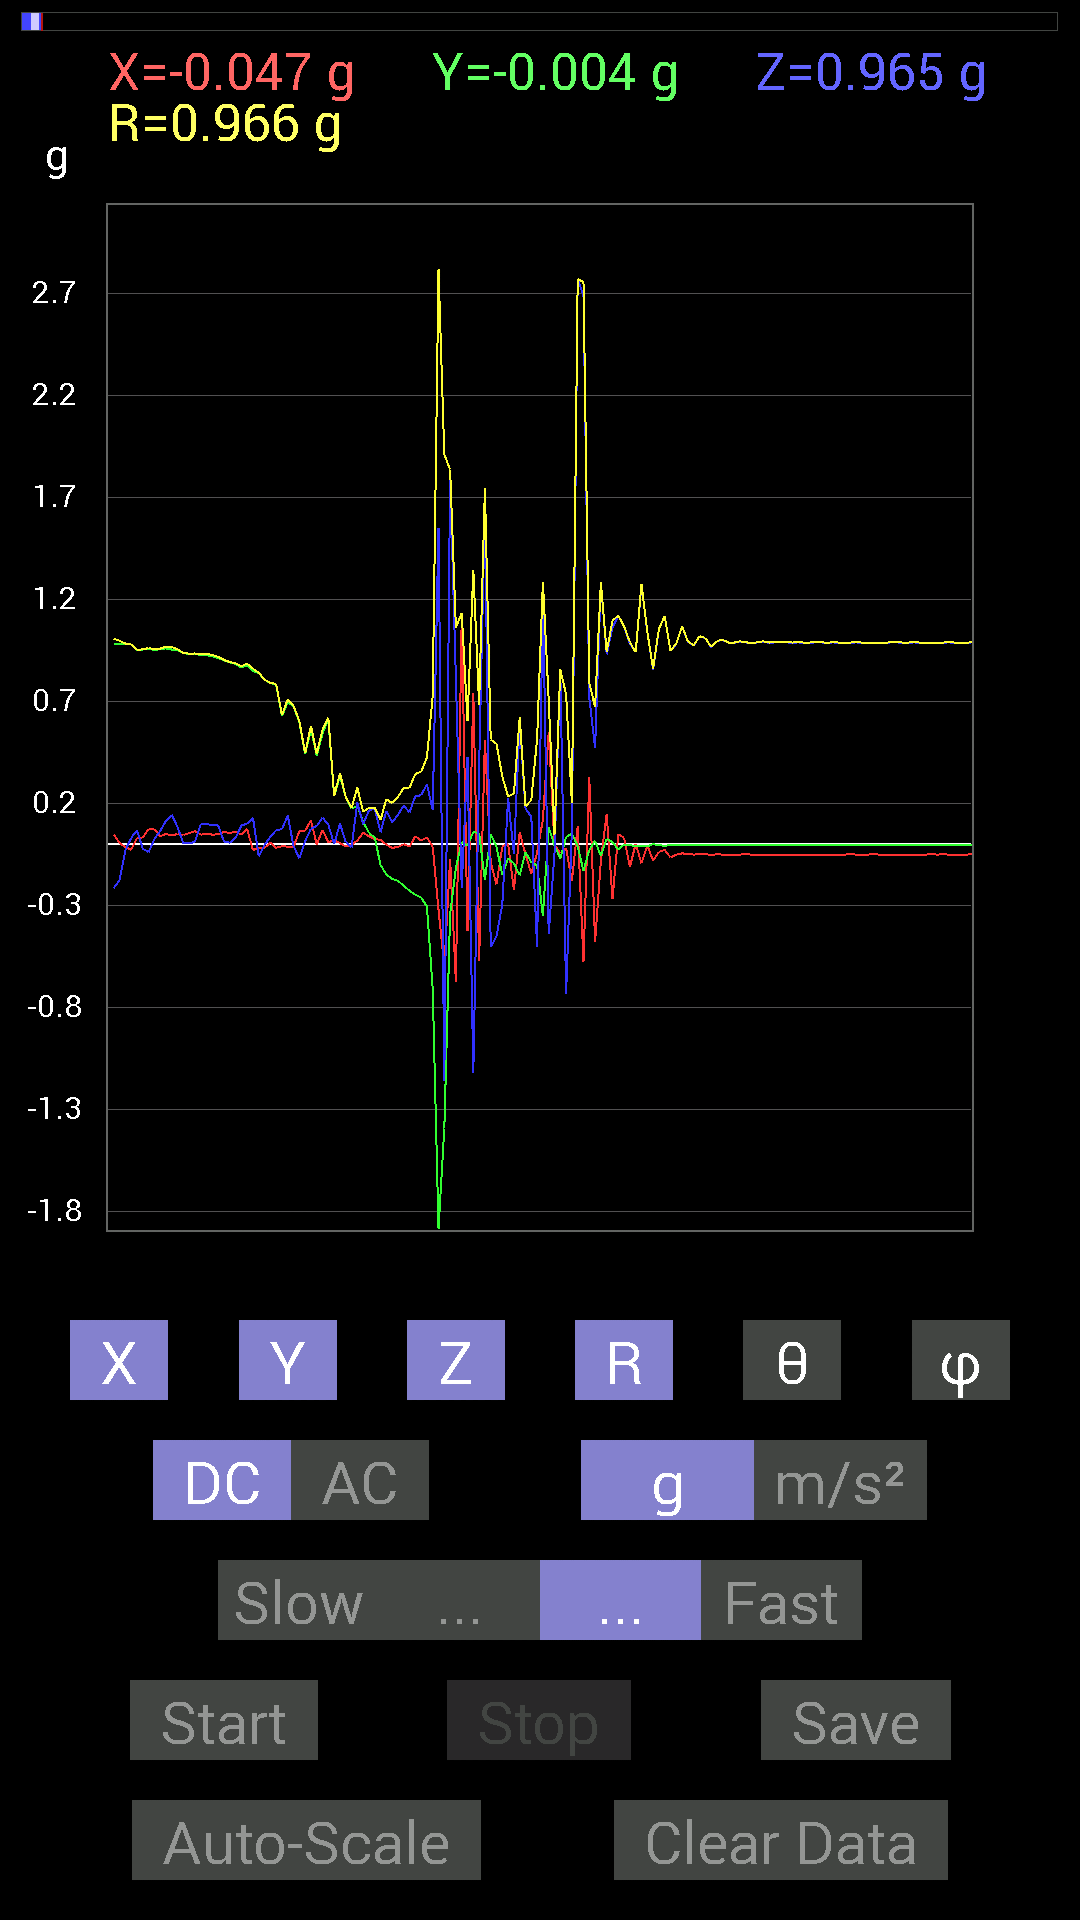 X=-0.047 g Y=-0.004 g Z=0.965 g
R=0.966 g
g
2.7
2.2
1.7
1.2
0.7
0.2
-0.3
-0.8
-1.3
-1.8
X Y Z R θ φ
DC AC g m/s²
Slow ... ... Fast
Start Stop Save
Auto-Scale Clear Data